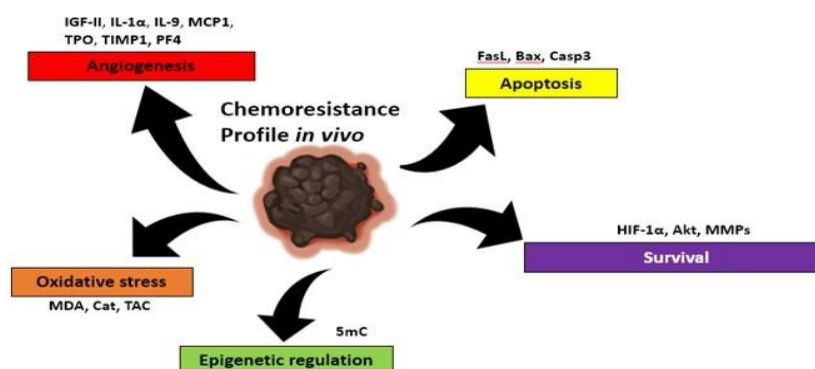 IGF-II, IL-1α, IL-9, MCP1,
TPO, TIMP1, PF4
Angiogenesis
FasL, Bax, Casp3
Apoptosis
Chemoresistance
Profile in vivo
HIF-1α, Akt, MMPs
Survival
Oxidative stress
MDA, Cat, TAC
5mC
Epigenetic regulation